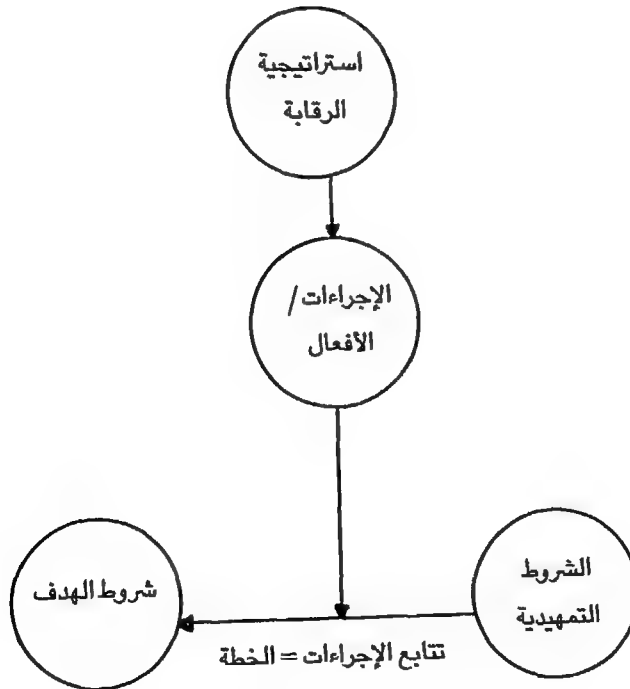 استراتيجية
الرقابة
الإجراءات /
الأفعال
الشروط
التمهيدية
شروط الهدف
تتابع الإجراءات = الخطة